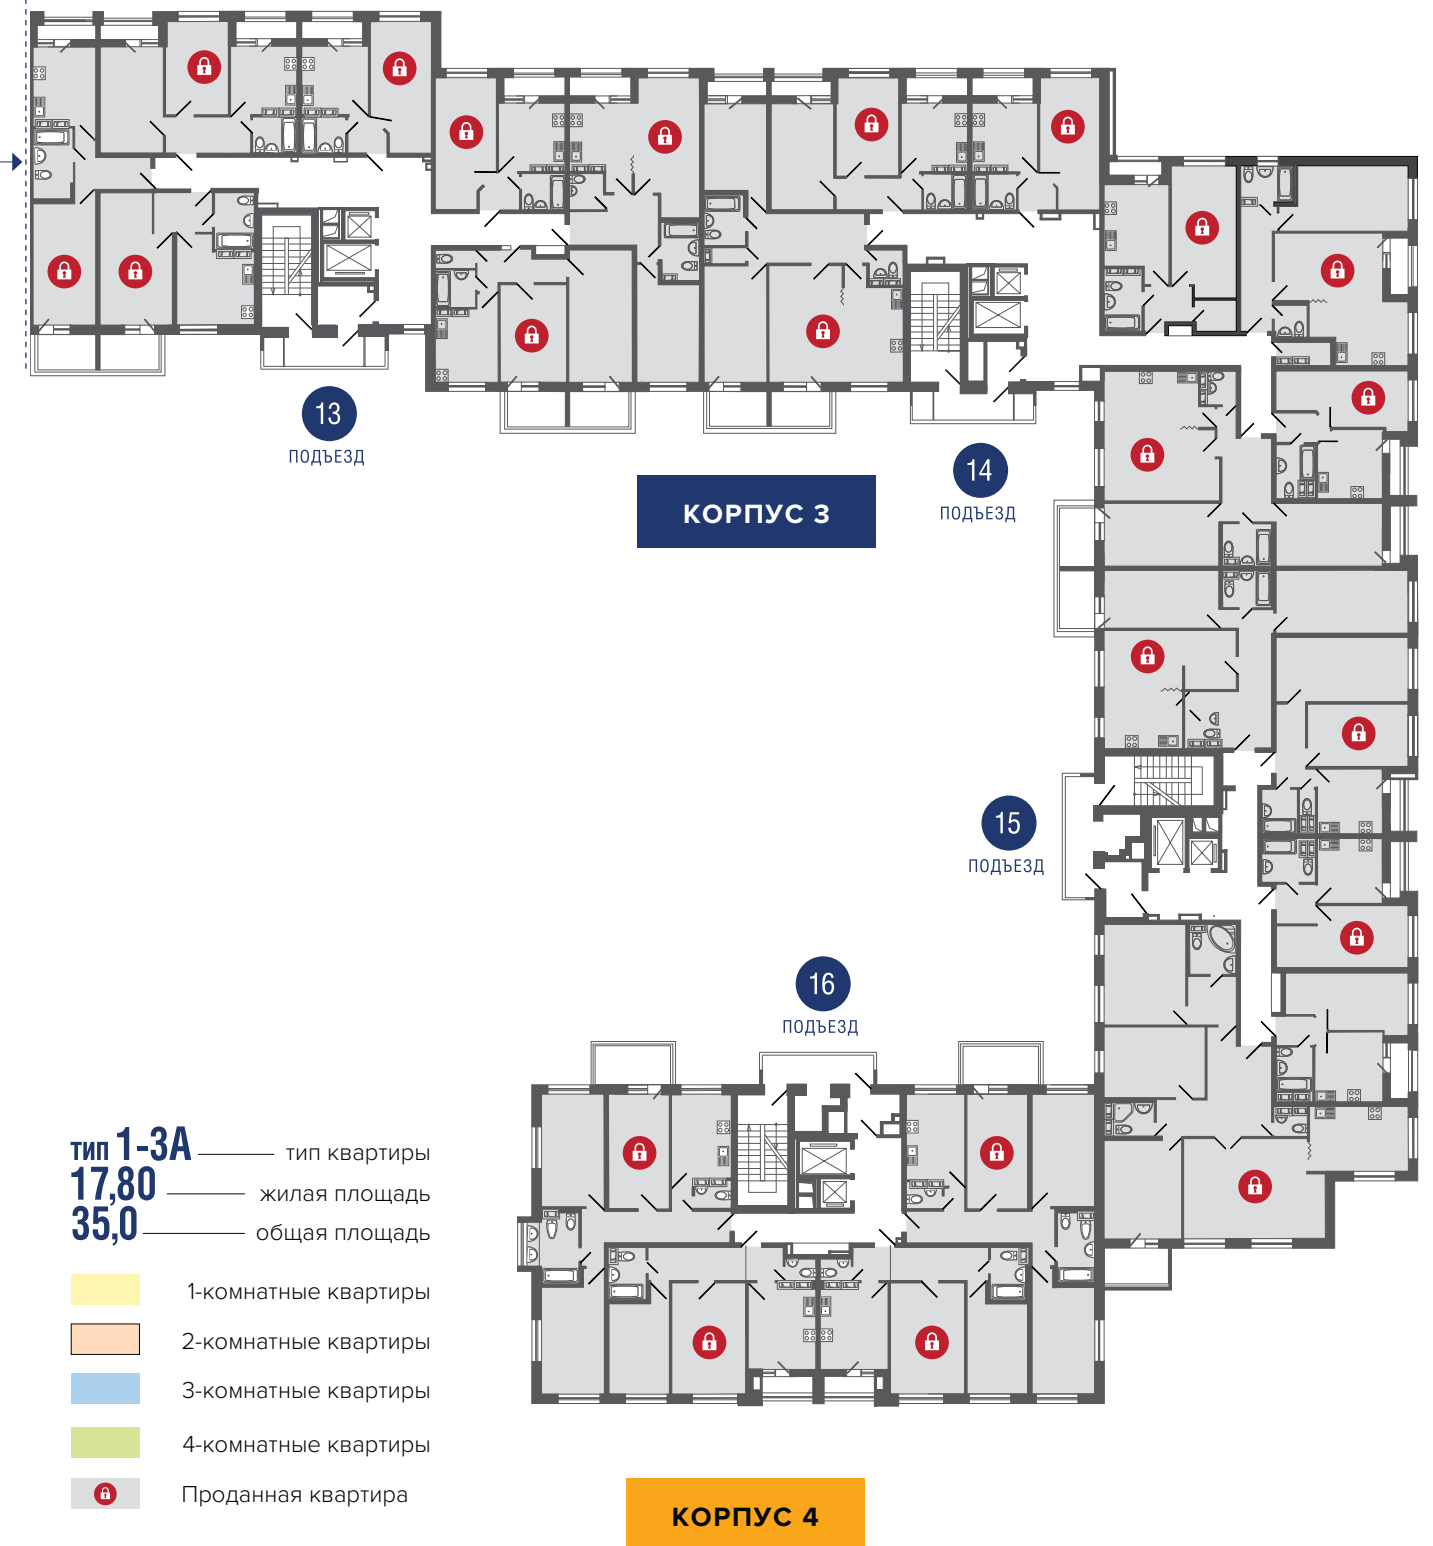 13
ПОДЪЕЗД
14
ПОДЪЕЗД
КОРПУС 3
15
ПОДЪЕЗД
16
ПОДЪЕЗД
тип 1-3А тип квартиры
17,80 жилая площадь
35,0 общая площадь
1-комнатные квартиры
2-комнатные квартиры
3-комнатные квартиры
4-комнатные квартиры
Проданная квартира
КОРПУС 4